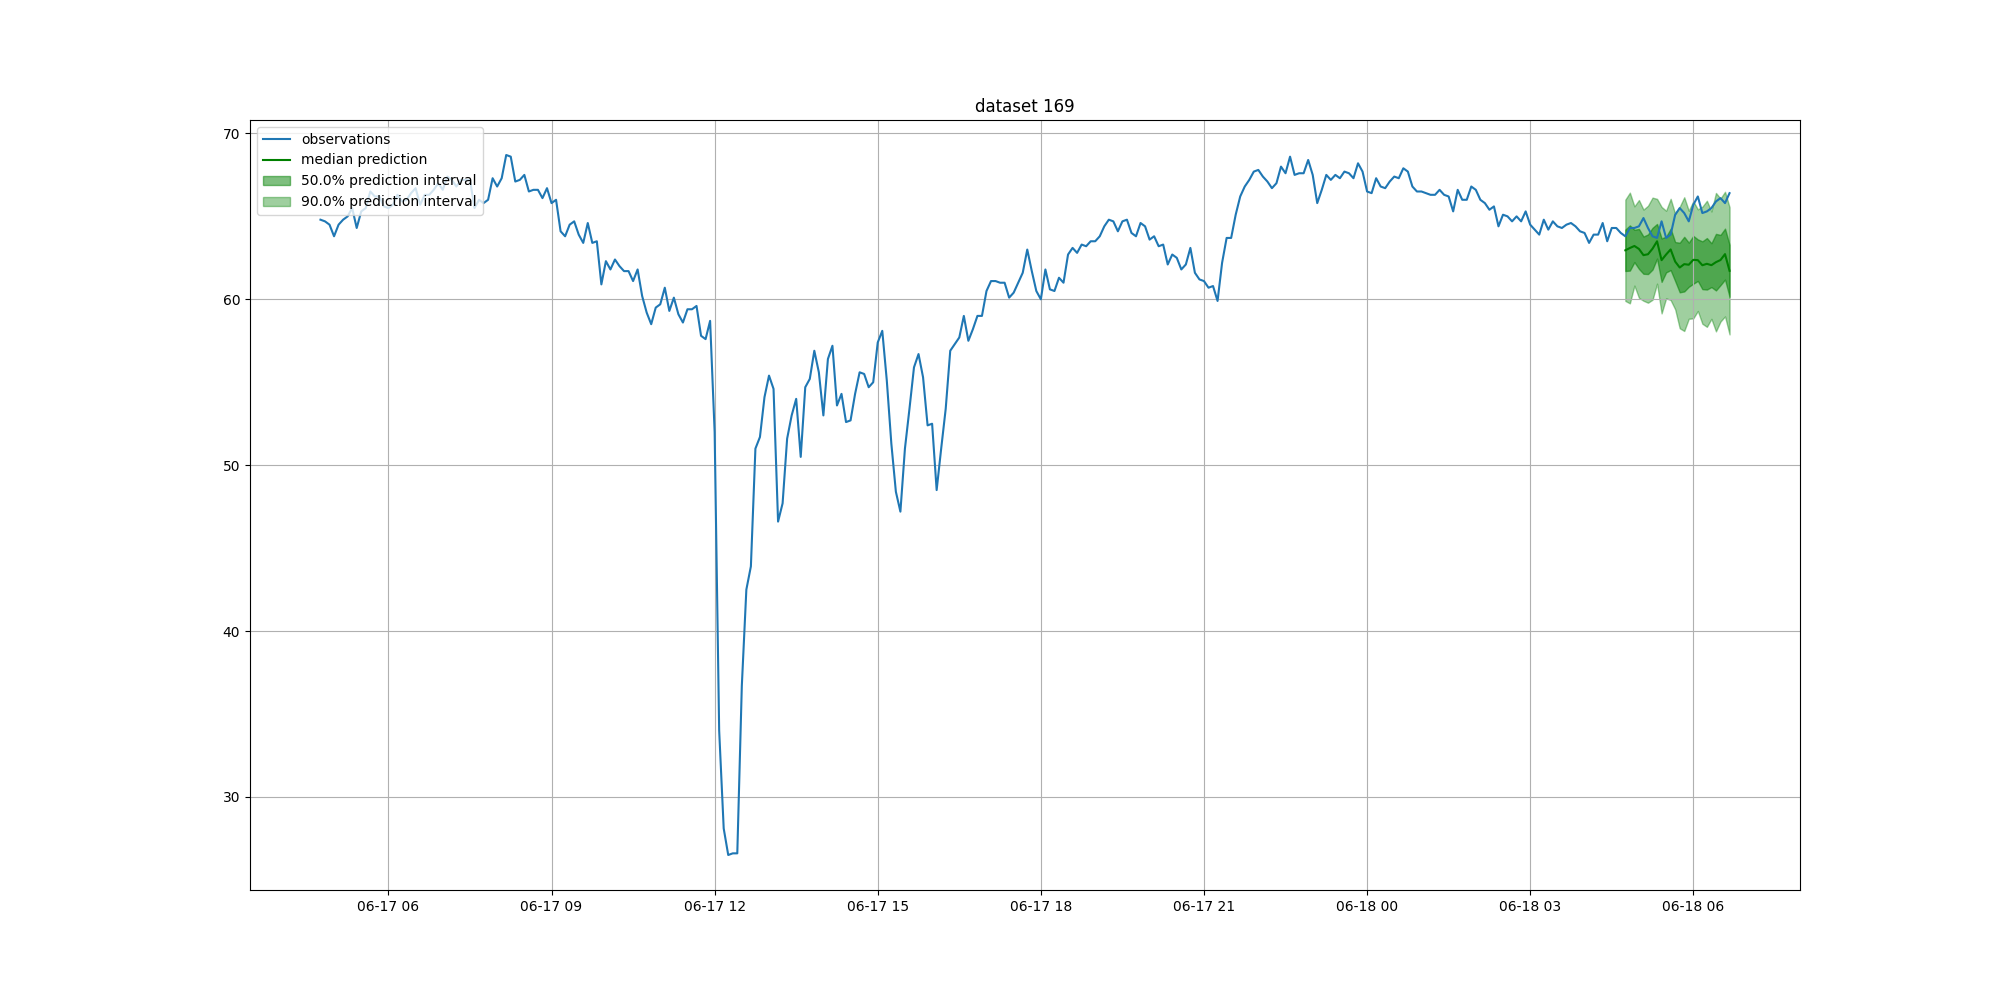 dataset 169
observations
median prediction
50.0% prediction interval
90.0% prediction interval
70
60
50
40
30
06-17 06
06-17 09
06-17 12
06-17 15
06-17 18
06-17 21
06-18 00
06-18 03
06-18 06